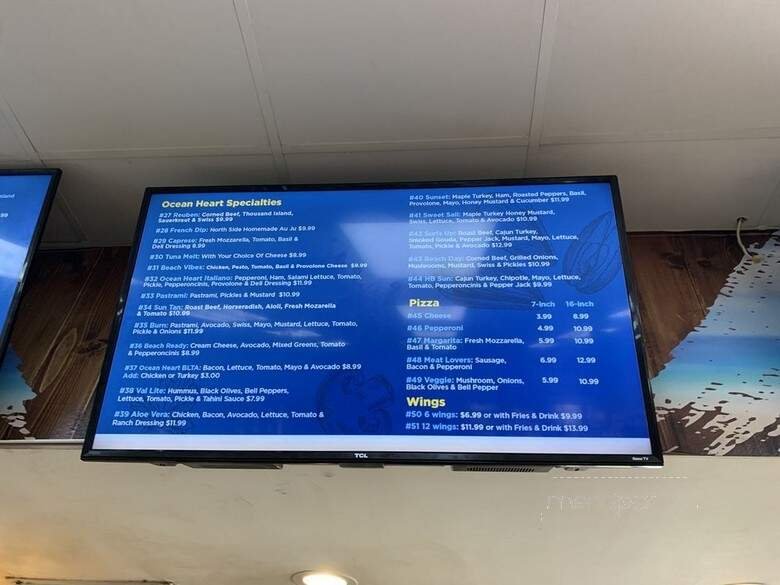 Ocean Heart Specialties
#27 Reuben: Corned Beef, Thousand Island,
Sauerkraut & Swiss $9.99
#28 French Dip: North Side Homemade Au Ju $9.99
#29 Caprese: Fresh Mozzarella, Tomato, Basil &
Deli Dressing 8.99
#30 Tuna Melt: With Your Choice Of Cheese $8.99
#31 Beach Vibes: Chicken, Pesto, Tomato, Basil & Provolone Cheese $9.99
#32 Ocean Heart Italiano: Pepperoni, Ham, Salami Lettuce, Tomato,
Pickle, Pepperoncinis, Provolone & Deli Dressing $11.99
#33 Pastrami: Pastrami, Pickles & Mustard $10.99
#34 Sun Tan: Roast Beef, Horseradish, Aioli, Fresh Mozarella
& Tomato $10.99
#35 Burn: Pastrami, Avocado, Swiss, Mayo, Mustard, Lettuce, Tomato,
Pickle & Onions $11.99
#36 Beach Ready: Cream Cheese, Avocado, Mixed Greens, Tomato
& Pepperoncinis $8.99
#37 Ocean Heart BLTA: Bacon, Lettuce, Tomato, Mayo & Avocado $8.99
Add: Chicken or Turkey $3.00
#38 Val Lite: Hummus, Black Olives, Bell Peppers,
Lettuce, Tomato, Pickle & Tahini Sauce $7.99
#39 Aloe Vera: Chicken, Bacon, Avocado, Lettuce, Tomato &
Ranch Dressing $11.99
#40 Sunset: Maple Turkey, Ham, Roasted Peppers, Basil,
Provolone, Mayo, Honey Mustard & Cucumber $11.99
#41 Sweet Sail: Maple Turkey Honey Mustard,
Swiss, Lettuce, Tomato & Avocado $10.99
#42 Surfs Up: Roast Beef, Cajun Turkey,
Smoked Gouda, Pepper Jack, Mustard, Mayo, Lettuce,
Tomato, Pickle & Avocado $12.99
#43 Beach Day: Corned Beef, Grilled Onions,
Mushrooms, Mustard, Swiss & Pickles $10.99
#44 HB Sun: Cajun Turkey, Chipotle, Mayo, Lettuce,
Tomato, Pepperoncinis & Pepper Jack $9.99
Pizza 7-inch 16-inch
#45 Cheese 3.99 8.99
#46 Pepperoni 4.99 10.99
#47 Margarita: Fresh Mozzarella, 5.99 10.99
Basil & Tomato
#48 Meat Lovers: Sausage, 6.99 12.99
Bacon & Pepperoni
#49 Veggie: Mushroom, Onions, 5.99 10.99
Black Olives & Bell Pepper
Wings
#50 6 wings: $6.99 or with Fries & Drink $9.99
#51 12 wings: $11.99 or with Fries & Drink $13.99
TCL
Roku TV